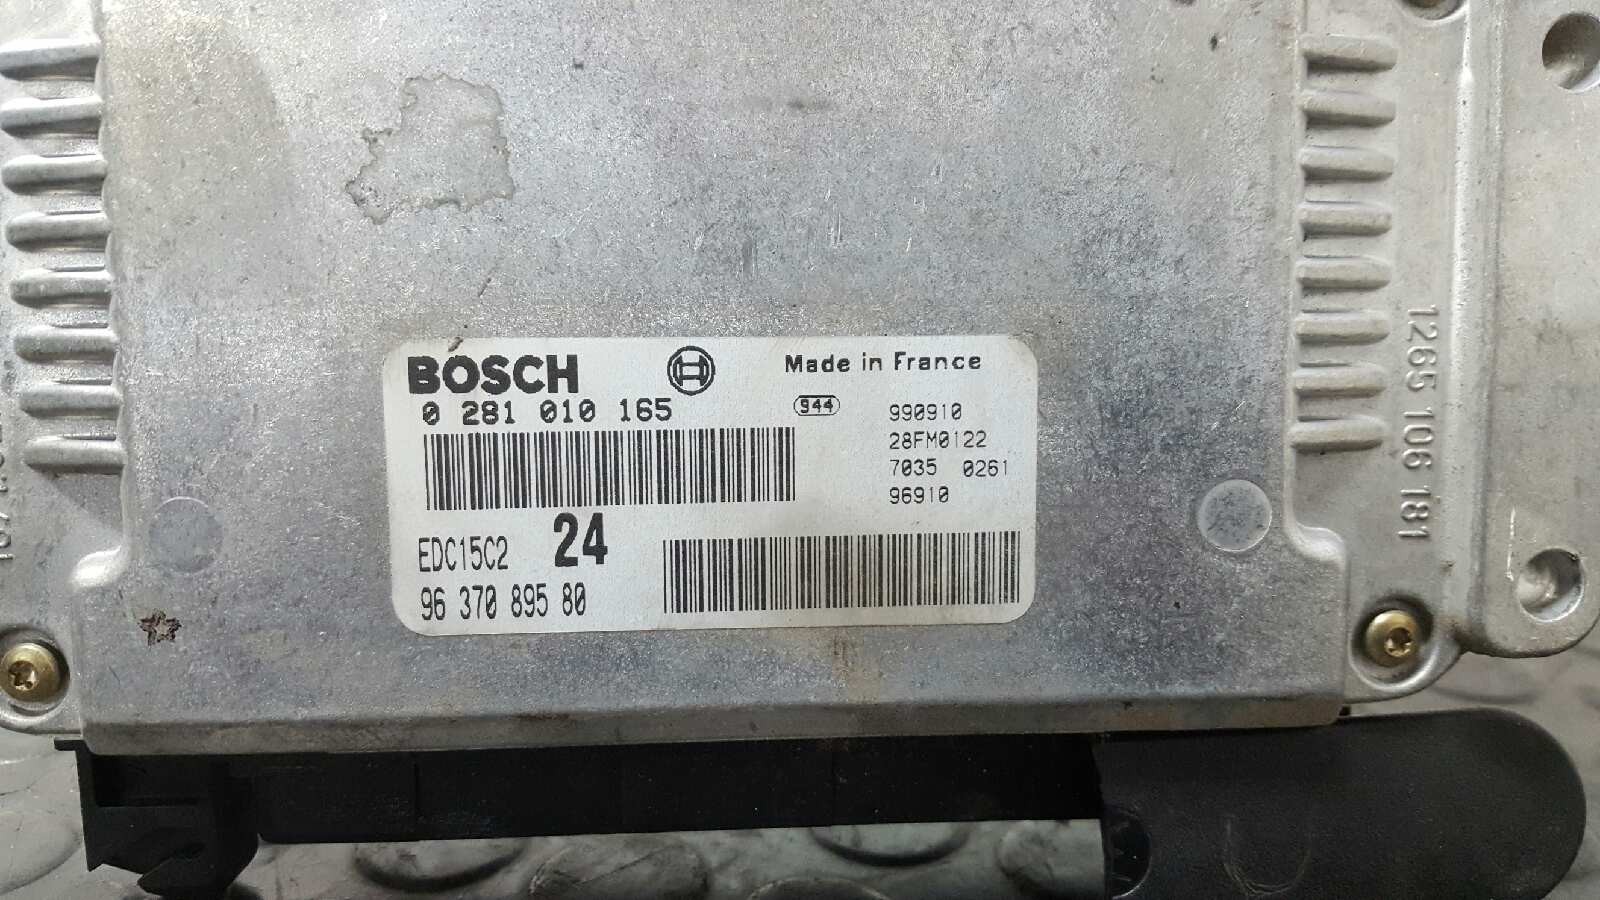 BOSCH
Made in France
0 281 010 165
944
990910
28FM0122
7035 0261
96910
EDC15C2
24
96 370 895 80
1265 106 181